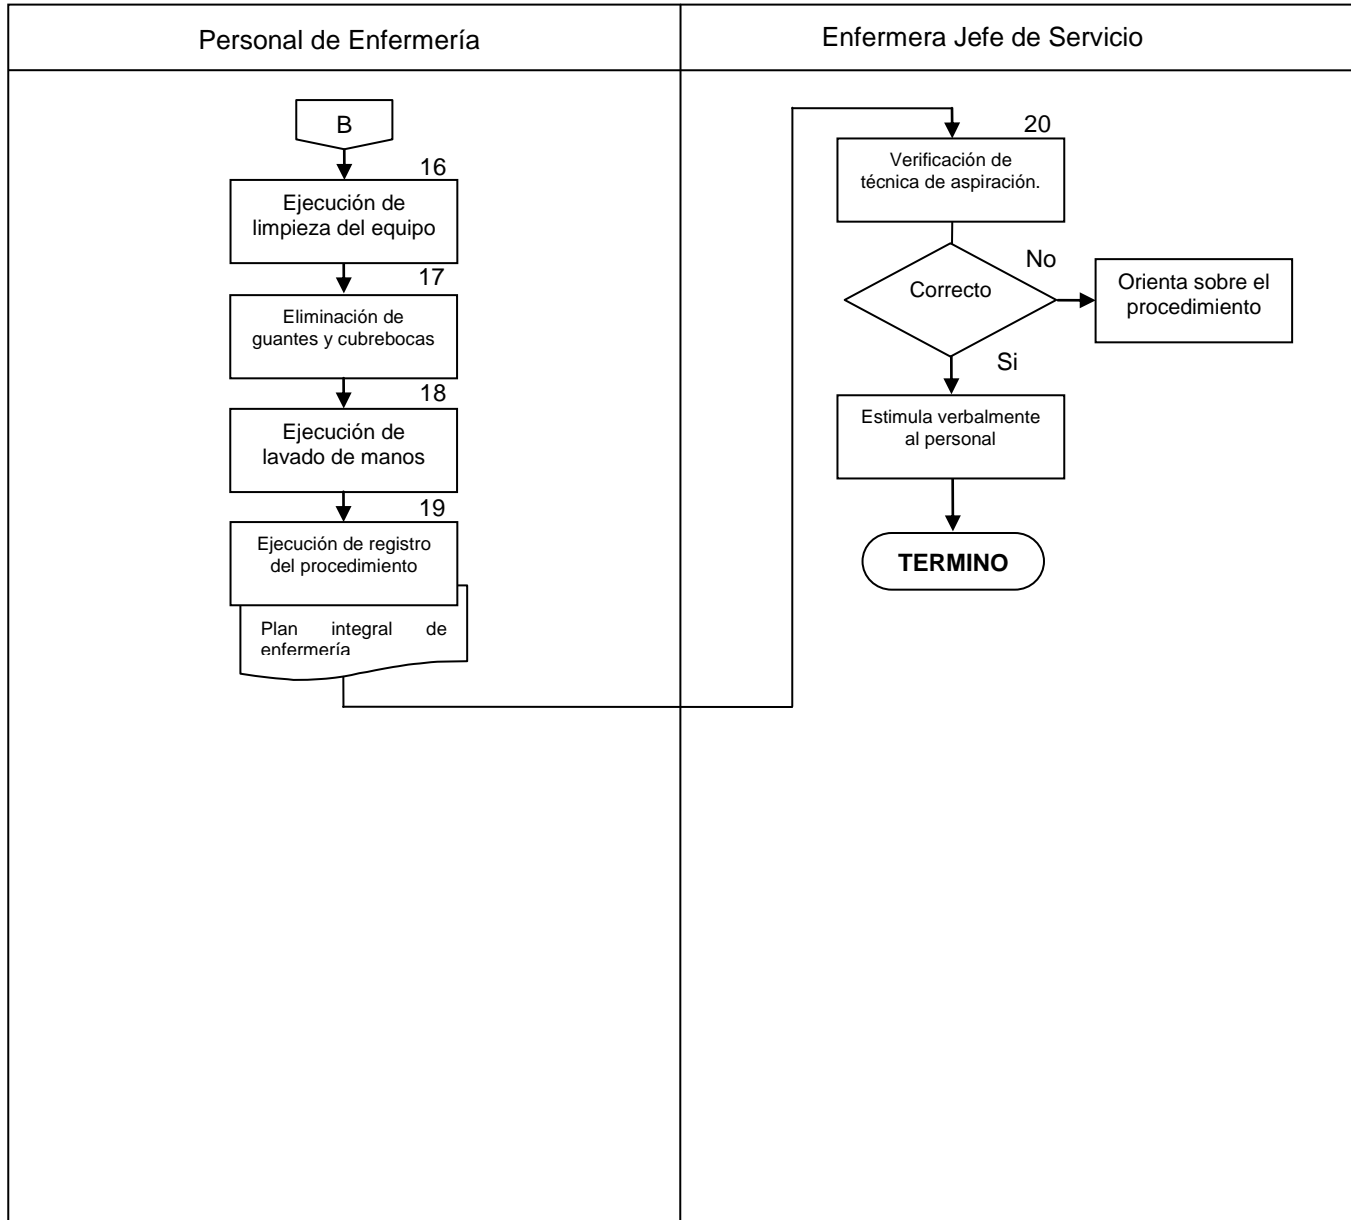 Personal de Enfermería
Enfermera Jefe de Servicio
B
16
Ejecución de
limpieza del equipo
17
Eliminación de
guantes y cubrebocas
18
Ejecución de
lavado de manos
19
Ejecución de registro
del procedimiento
Plan integral de
enfermería
20
Verificación de
técnica de aspiración.
Correcto
No
Orienta sobre el
procedimiento
Si
Estimula verbalmente
al personal
TERMINO